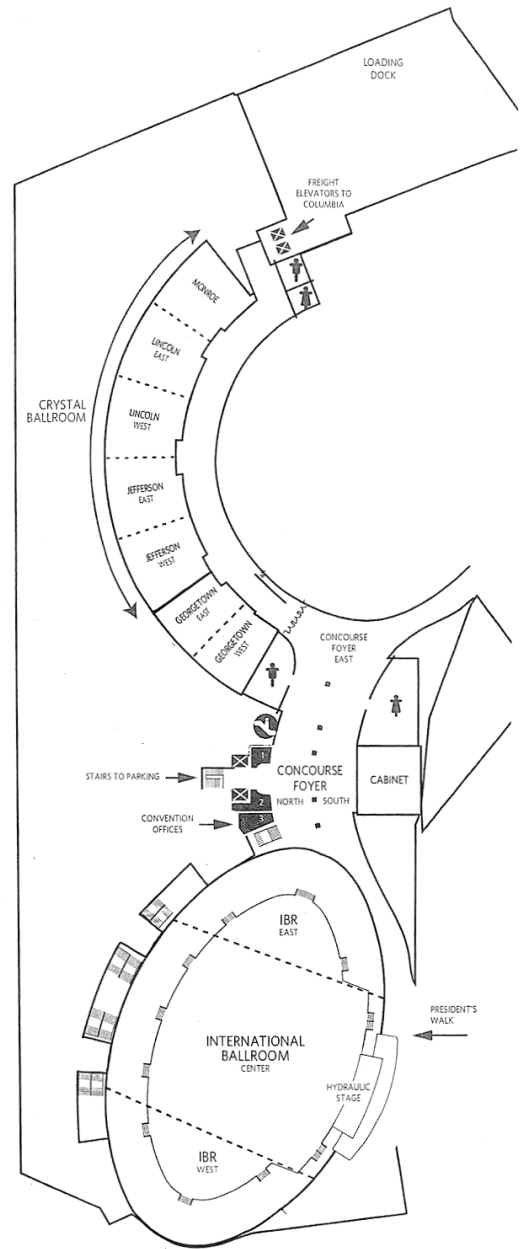 LOADING
DOCK
FREIGHT
ELEVATORS TO
COLUMBIA
MONROE
LINCOLN
EAST
CRYSTAL
BALLROOM
LINCOLN
WEST
JEFFERSON
EAST
JEFFERSON
WEST
GEORGETOWN
EAST
GEORGETOWN
WEST
CONCOURSE
FOYER
EAST
1
STAIRS TO PARKING
CONCOURSE
FOYER
NORTH
SOUTH
CABINET
2
CONVENTION
OFFICES
3
IBR
EAST
PRESIDENT'S
WALK
INTERNATIONAL
BALLROOM
CENTER
HYDRAULIC
STAGE
IBR
WEST